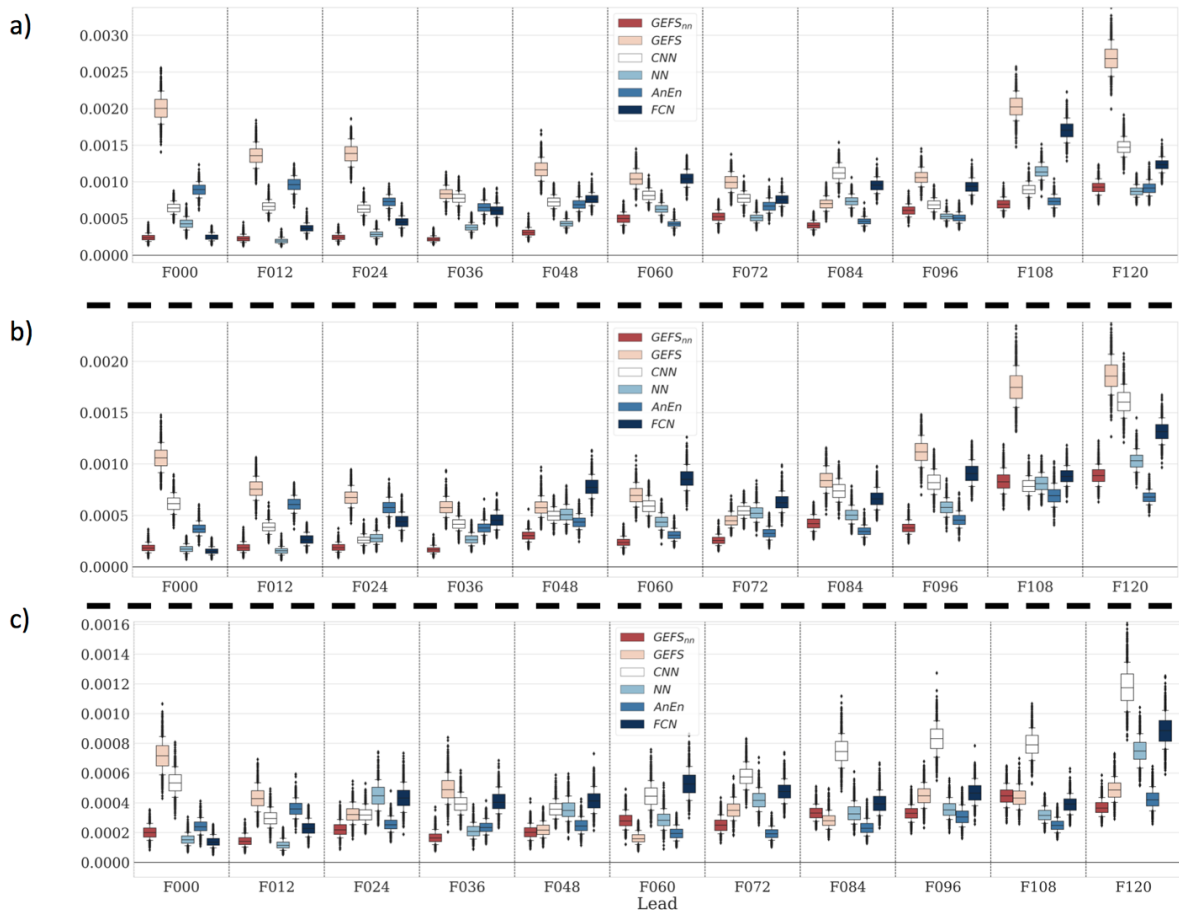 a)
GEFSnn
GEFS
CNN
NN
AnEn
FCN
0.0030
0.0025
0.0020
0.0015
0.0010
0.0005
0.0000
F000 F012 F024 F036 F048 F060 F072 F084 F096 F108 F120
b)
GEFSnn
GEFS
CNN
NN
AnEn
FCN
0.0020
0.0015
0.0010
0.0005
0.0000
F000 F012 F024 F036 F048 F060 F072 F084 F096 F108 F120
c)
GEFSnn
GEFS
CNN
NN
AnEn
FCN
0.0016
0.0014
0.0012
0.0010
0.0008
0.0006
0.0004
0.0002
0.0000
F000 F012 F024 F036 F048 F060 F072 F084 F096 F108 F120
Lead